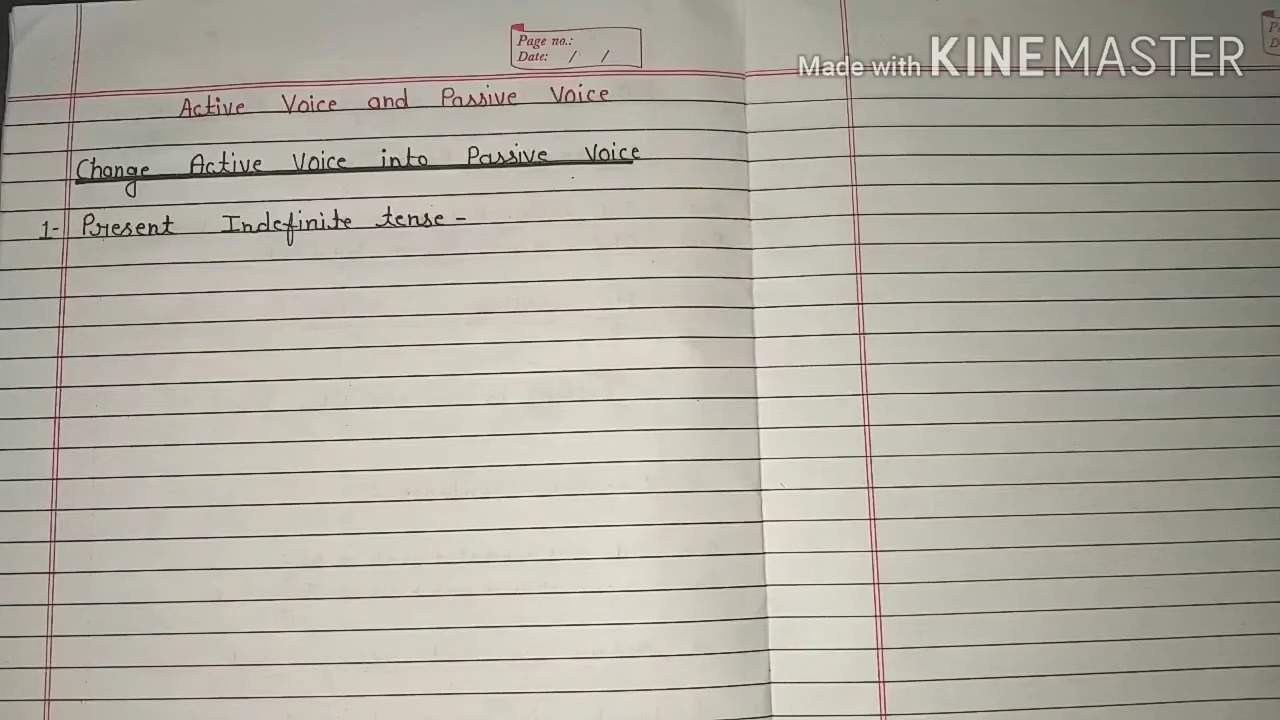 Page no.:
Date: / /
Made with KINEMASTER
Active Voice and Passive Voice
Change Active Voice into Passive Voice
1- Present Indefinite tense -